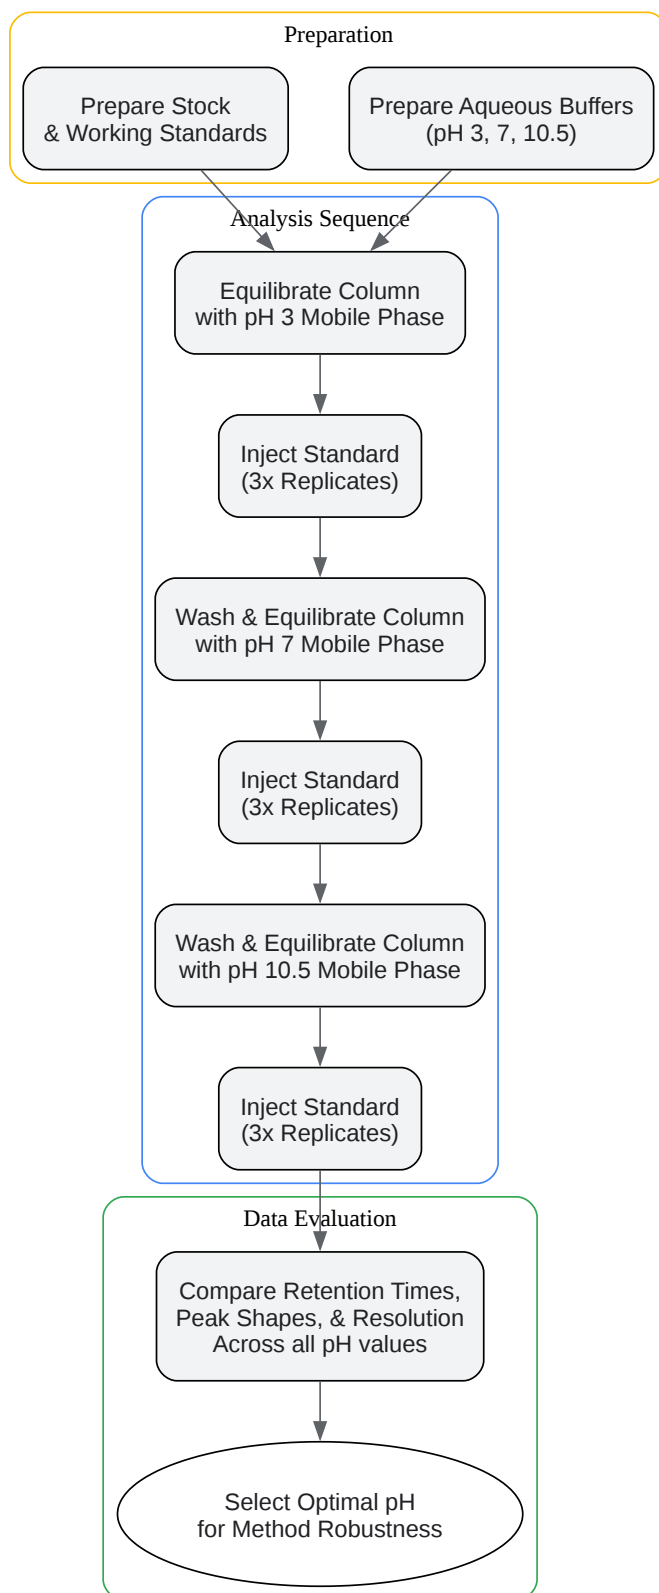 Preparation
Prepare Stock
& Working Standards
Prepare Aqueous Buffers
(pH 3, 7, 10.5)
Analysis Sequence
Equilibrate Column
with pH 3 Mobile Phase
Inject Standard
(3x Replicates)
Wash & Equilibrate Column
with pH 7 Mobile Phase
Inject Standard
(3x Replicates)
Wash & Equilibrate Column
with pH 10.5 Mobile Phase
Inject Standard
(3x Replicates)
Data Evaluation
Compare Retention Times,
Peak Shapes, & Resolution
Across all pH values
Select Optimal pH
for Method Robustness